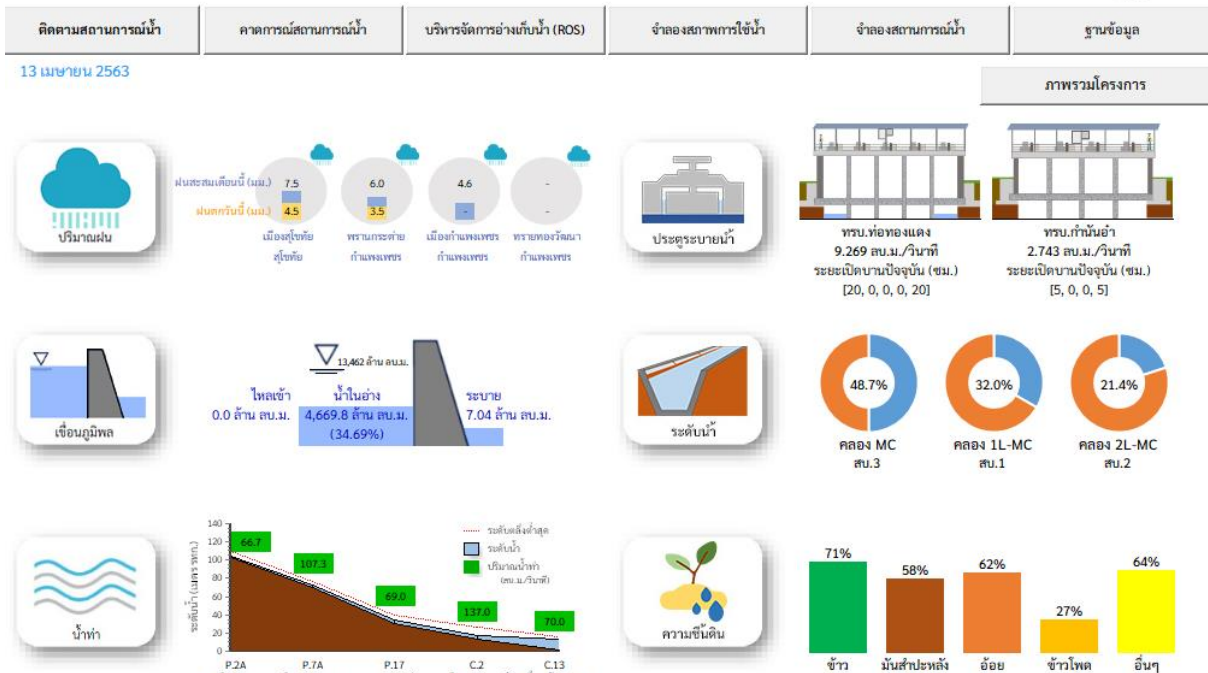 ติดตามสถานการณ์น้ำ
คาดการณ์สถานการณ์น้ำ
บริหารจัดการอ่างเก็บน้ำ (ROS)
จำลองสภาพการใช้น้ำ
จำลองสถานการณ์น้ำ
ฐานข้อมูล
13 เมษายน 2563
ภาพรวมโครงการ
ปริมาณฝน
ฝนสะสมเดือนนี้ (มม.) 7.5 6.0 4.6 -
ฝนตกวันนี้ (มม.) 4.5 3.5 - -
เมืองสุโขทัย พรานกระต่าย เมืองกำแพงเพชร ทรายทองวัฒนา
สุโขทัย กำแพงเพชร กำแพงเพชร กำแพงเพชร
ประตูระบายน้ำ
ทรบ.ท่อทองแดง
9.269 ลบ.ม./วินาที
ระยะเปิดบานปัจจุบัน (ซม.)
[20, 0, 0, 0, 20]
ทรบ.กำนันอำ
2.743 ลบ.ม./วินาที
ระยะเปิดบานปัจจุบัน (ซม.)
[5, 0, 0, 5]
เขื่อนภูมิพล
13,462 ล้าน ลบ.ม.
ไหลเข้า
0.0 ล้าน ลบ.ม.
น้ำในอ่าง
4,669.8 ล้าน ลบ.ม.
(34.69%)
ระบาย
7.04 ล้าน ลบ.ม.
ระดับน้ำ
48.7%
คลอง MC
สบ.3
32.0%
คลอง 1L-MC
สบ.1
21.4%
คลอง 2L-MC
สบ.2
น้ำท่า
ระดับน้ำ (เมตร รทก.)
140
120
100
80
60
40
20
0
66.7
107.3
69.0
137.0
70.0
ระดับตลิ่งต่ำสุด
ระดับน้ำ
ปริมาณน้ำท่า
(ลบ.ม./วินาที)
P.2A P.7A P.17 C.2 C.13
ความชื้นดิน
71% 58% 62% 27% 64%
ข้าว มันสำปะหลัง อ้อย ข้าวโพด อื่นๆ